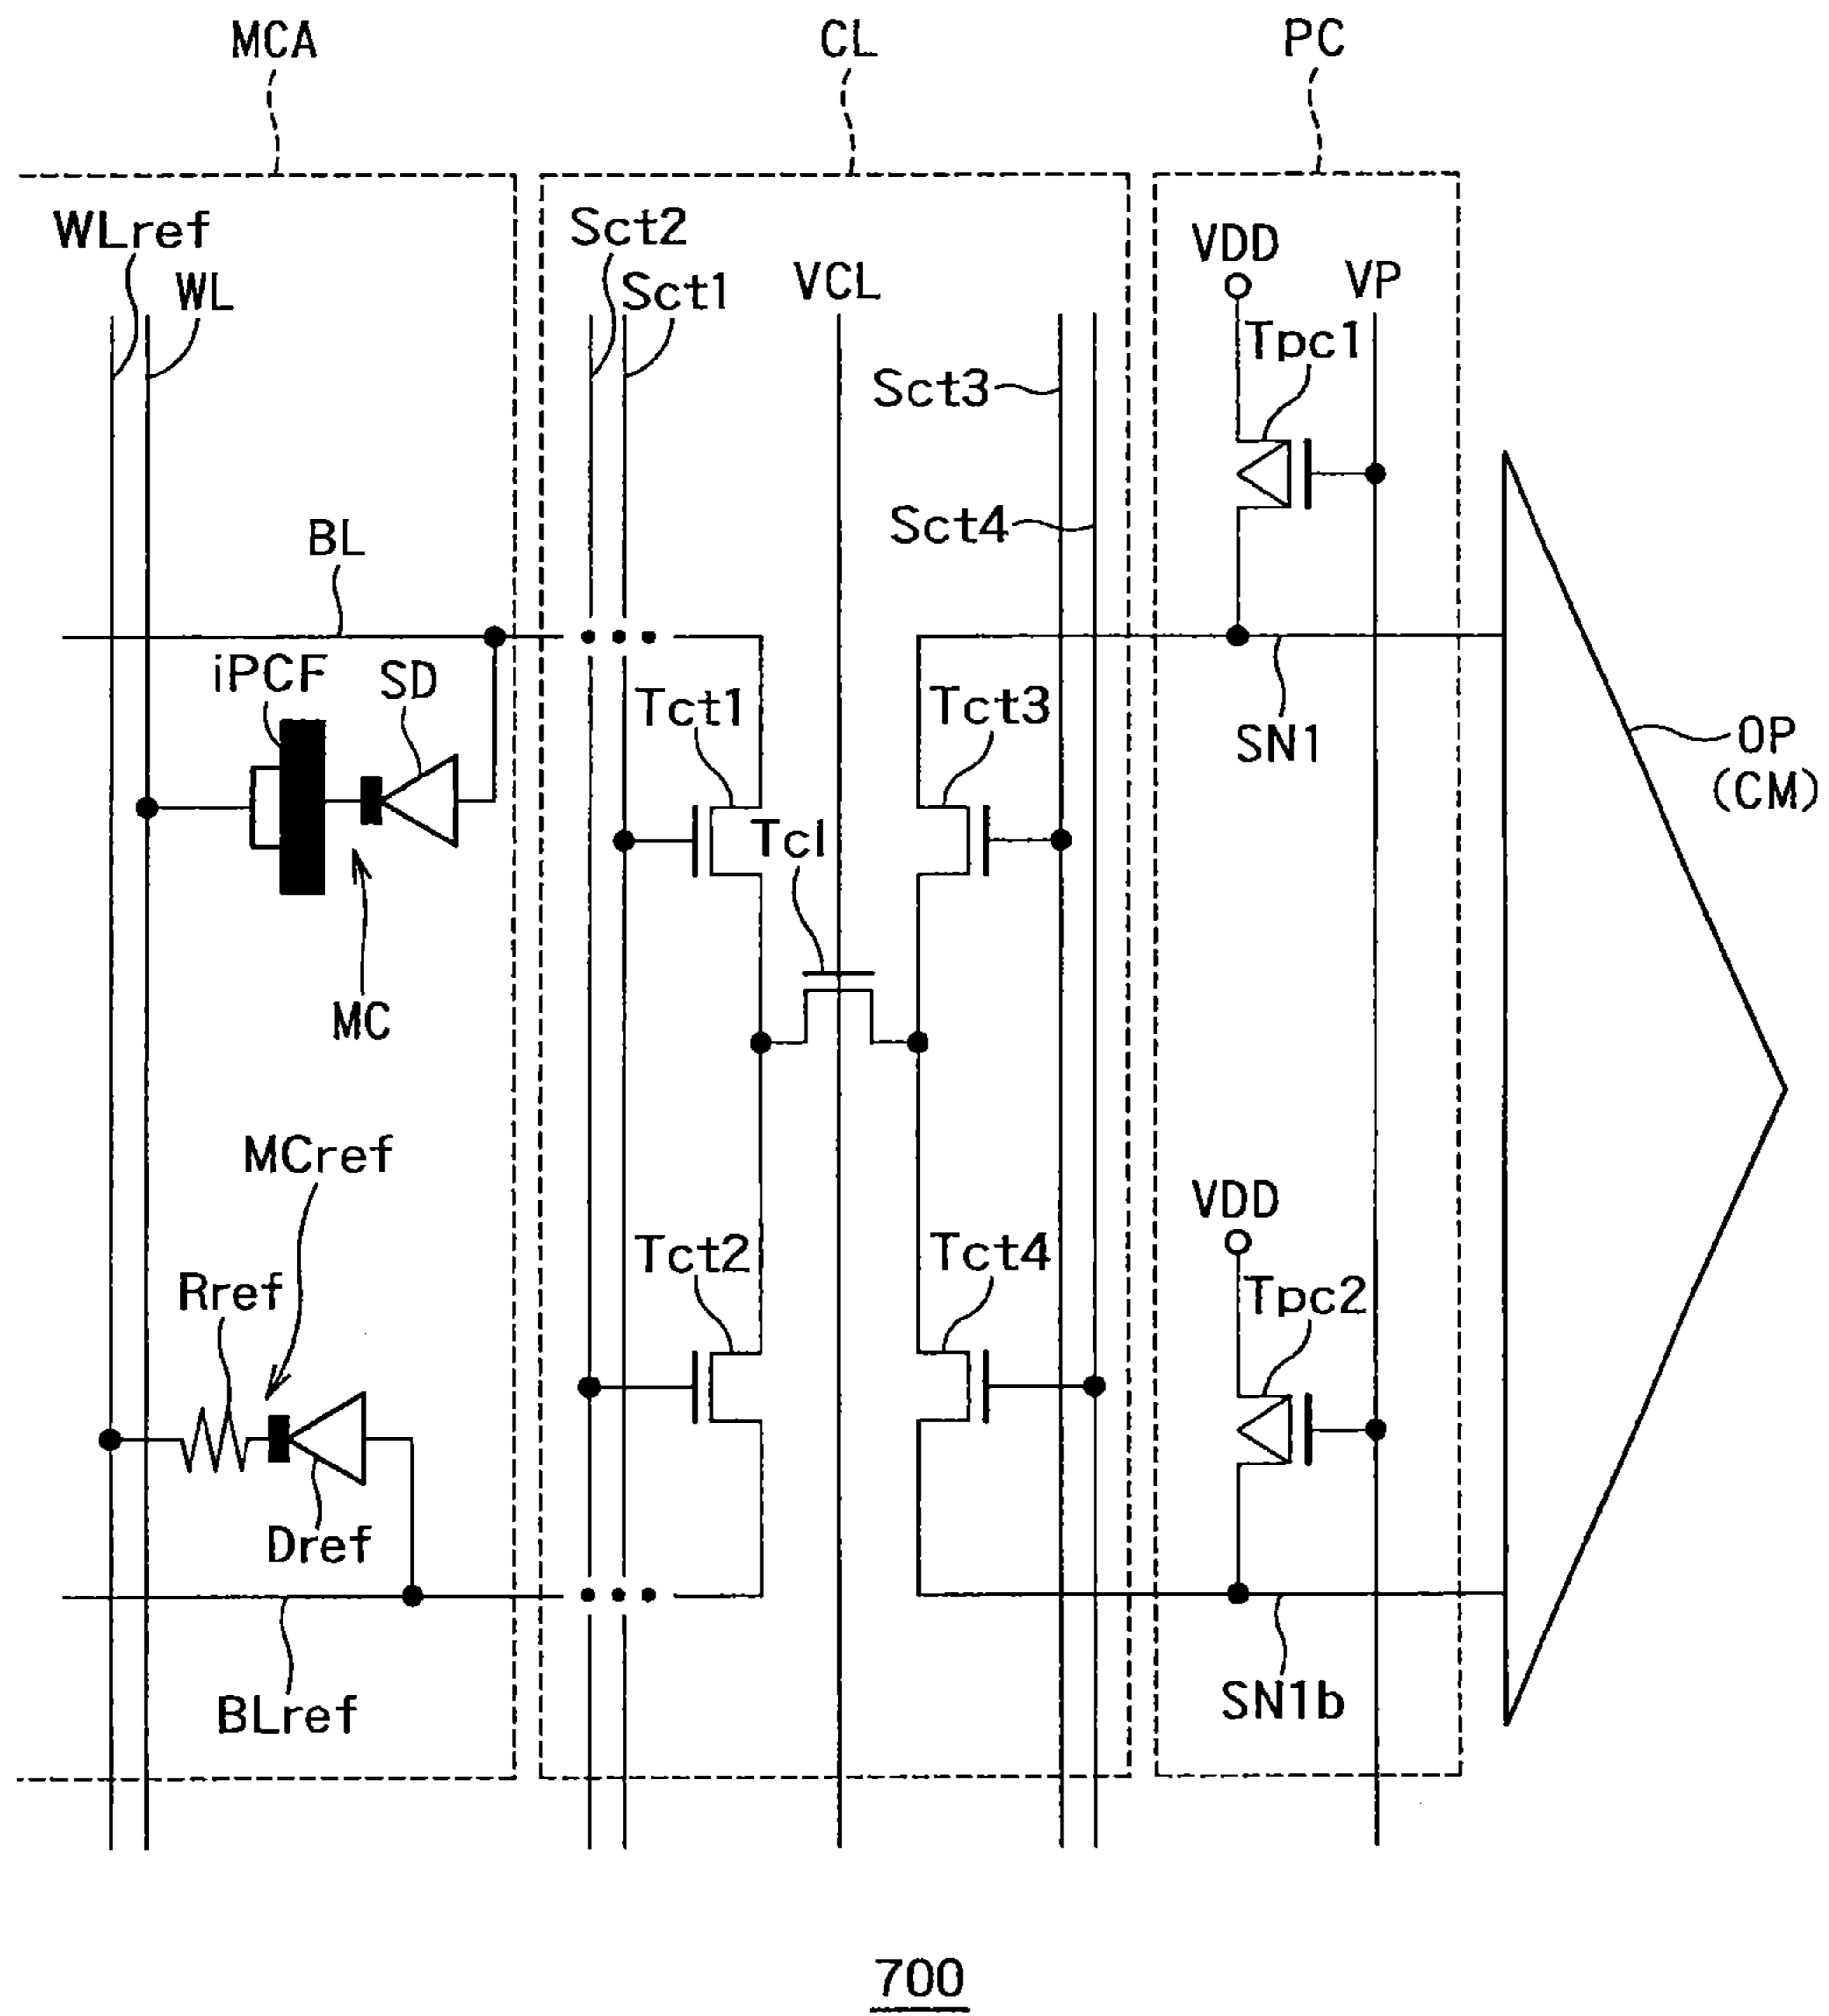 MCA
CL
PC
WLref
WL
Sct2
Sct1
VCL
VDD
VP
Tpc1
Sct3
Sct4
BL
iPCF
SD
Tct1
Tct3
SN1
OP
(CM)
Tcl
MC
MCref
VDD
Tct2
Tct4
Rref
Tpc2
Dref
BLref
SN1b
700